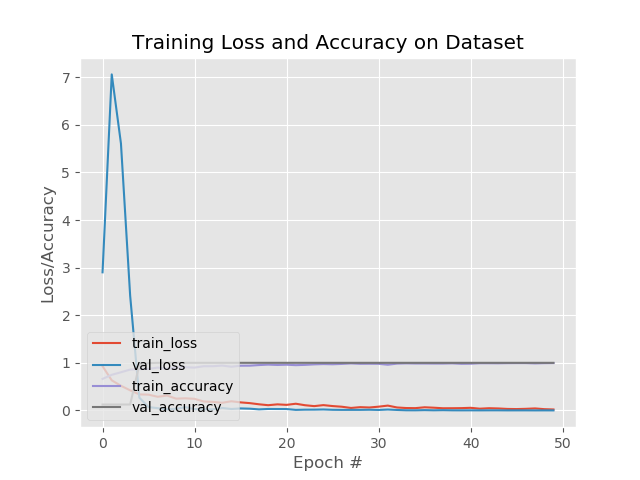 Training Loss and Accuracy on Dataset
Loss/Accuracy
7
6
5
4
3
2
1
0
train_loss
val_loss
train_accuracy
val_accuracy
0
10
20
30
40
50
Epoch #